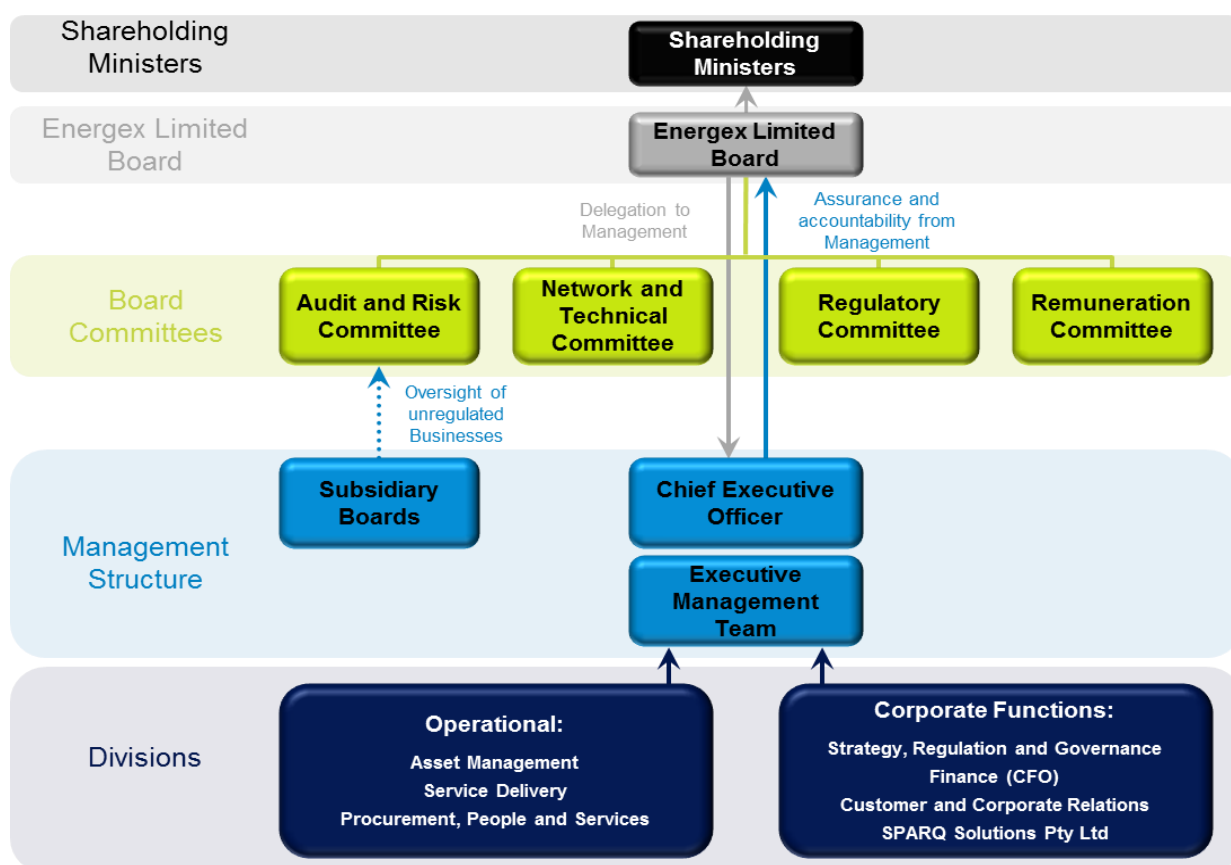 Shareholding
Ministers
Shareholding
Ministers
Energex Limited
Board
Energex Limited
Board
Delegation to
Management
Assurance and
accountability from
Management
Board
Committees
Audit and Risk
Committee
Network and
Technical
Committee
Regulatory
Committee
Remuneration
Committee
Oversight of
unregulated
Businesses
Management
Structure
Subsidiary
Boards
Chief Executive
Officer
Executive
Management
Team
Divisions
Operational:
Asset Management
Service Delivery
Procurement, People and Services
Corporate Functions:
Strategy, Regulation and Governance
Finance (CFO)
Customer and Corporate Relations
SPARQ Solutions Pty Ltd